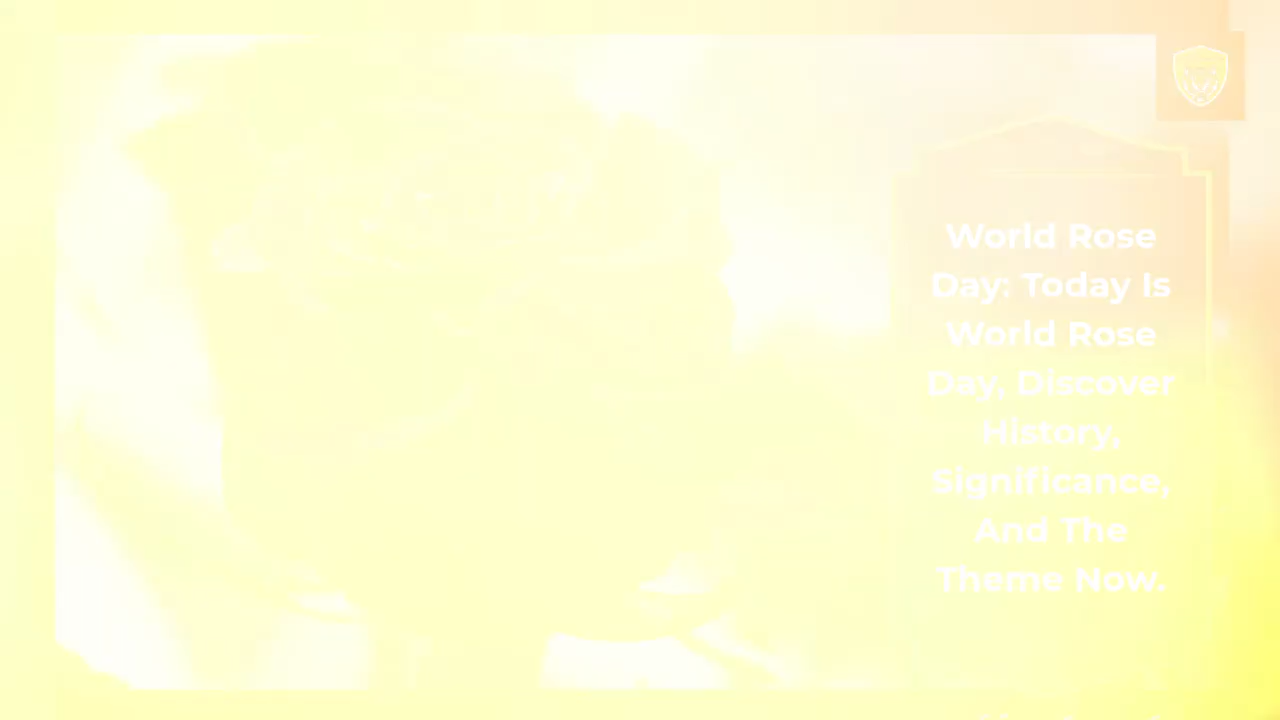 World Rose
Day: Today Is
World Rose
Day, Discover
History,
Significance,
And The
Theme Now.